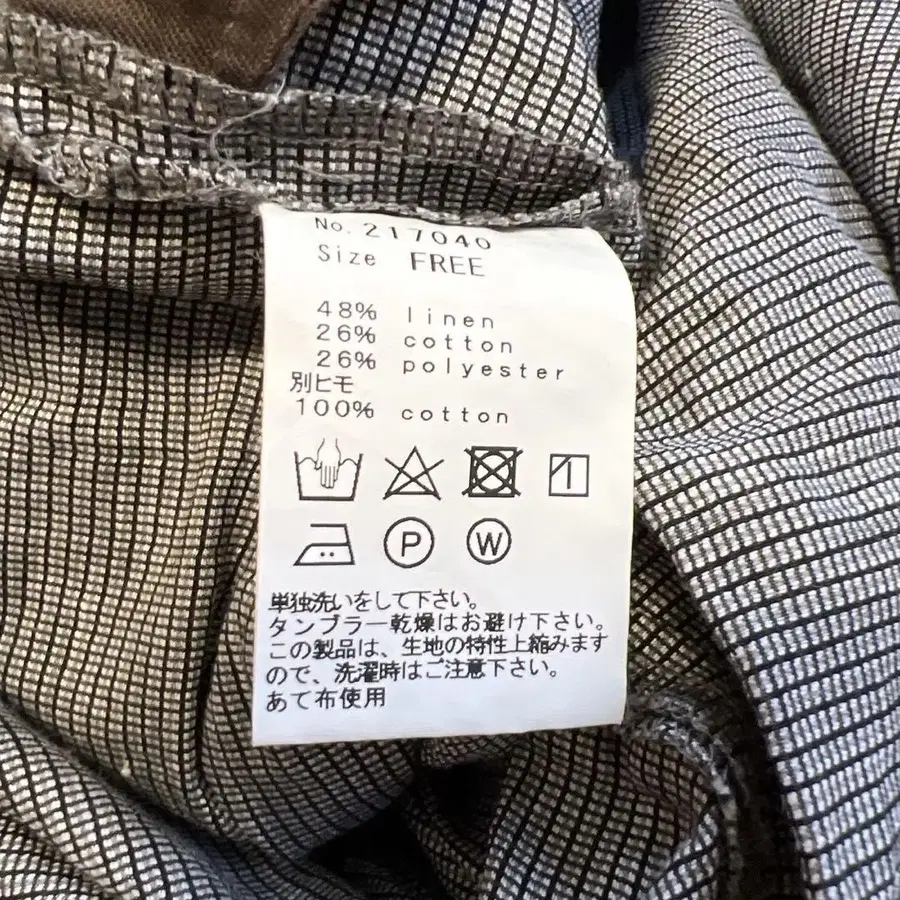 No. 217040
Size FREE
48% linen
26% cotton
26% polyester
別ヒモ
100% cotton
P W
単独洗いをして下さい。
タンブラー乾燥はお避け下さい。
この製品は、生地の特性上縮みます
ので、洗濯時はご注意下さい。
あて布使用